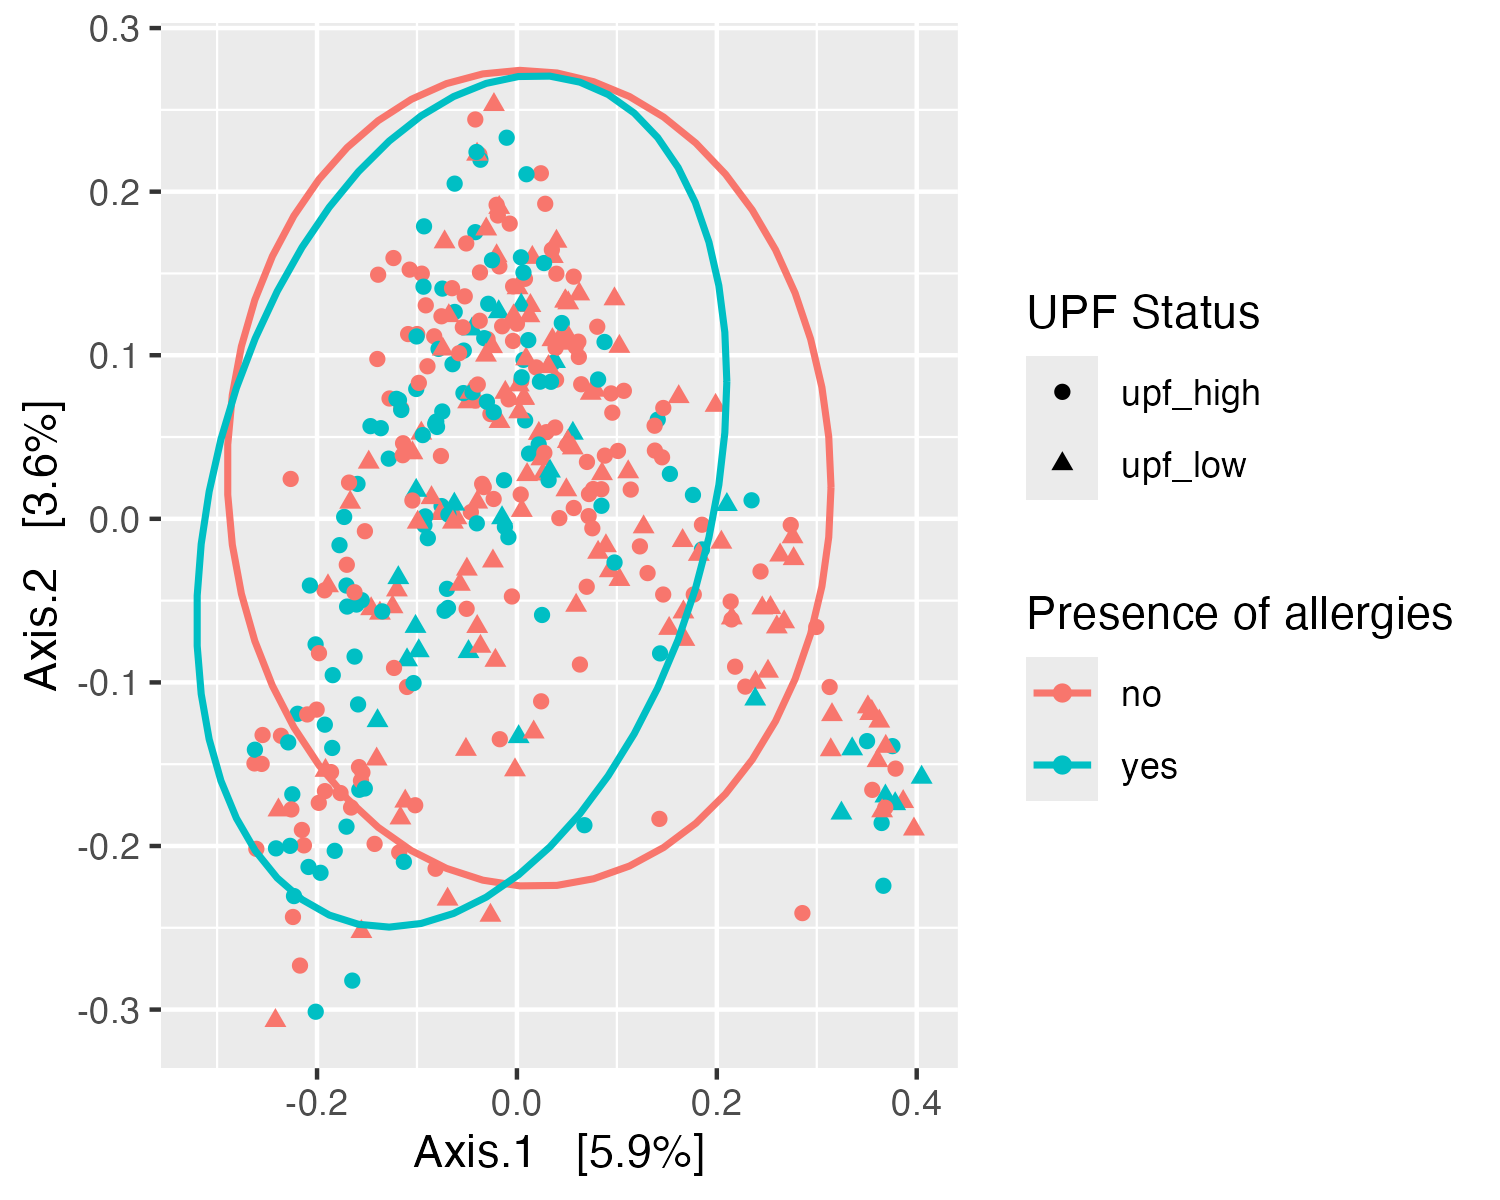 0.3
0.2
0.1
0.0
-0.1
-0.2
-0.3
Axis.2 [3.6%]
-0.2 0.0 0.2 0.4
Axis.1 [5.9%]
UPF Status
upf_high
upf_low
Presence of allergies
no
yes